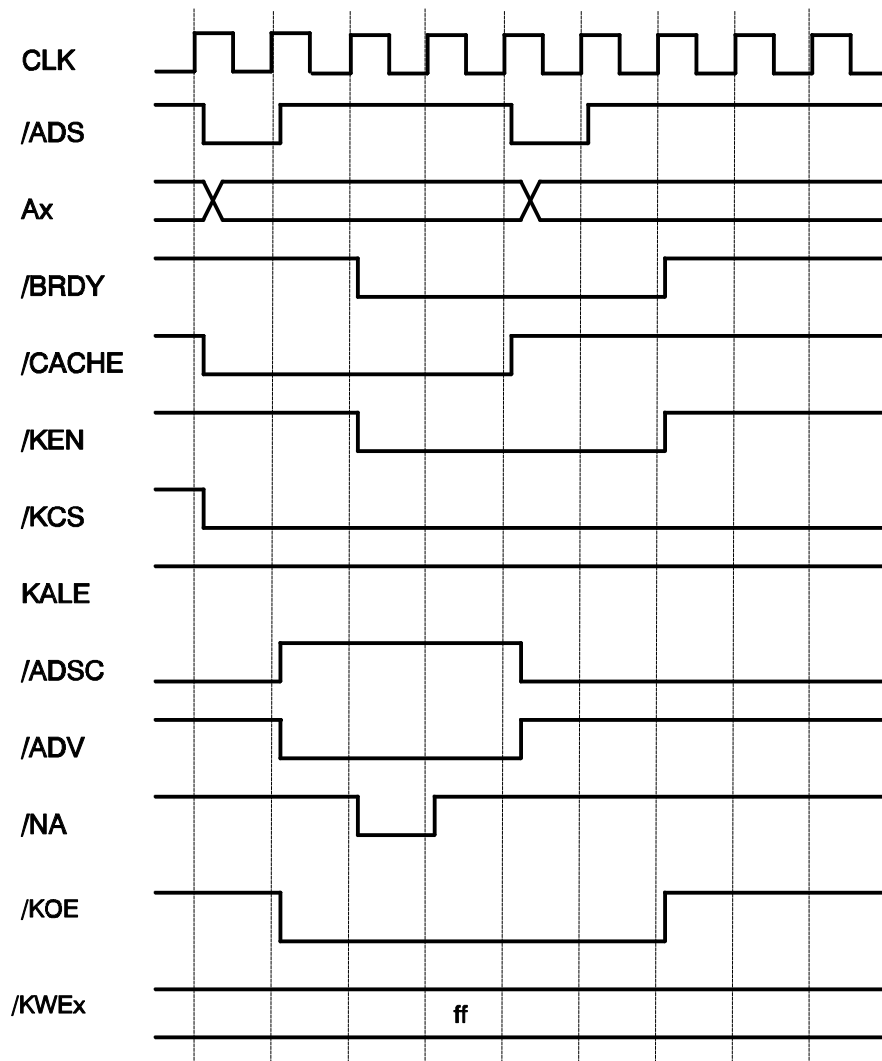 CLK
/ADS
Ax
/BRDY
/CACHE
/KEN
/KCS
KALE
/ADSC
/ADV
/NA
/KOE
/KWEx
ff